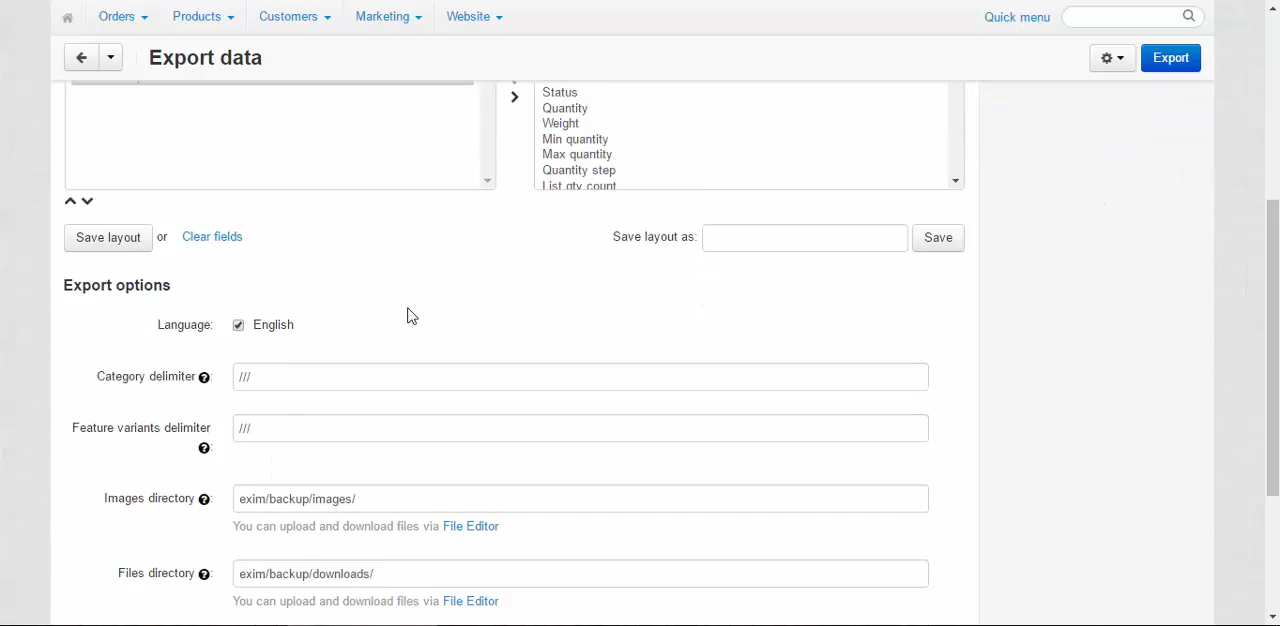 Orders Products Customers Marketing Website Quick menu
Export data Export
Status
Quantity
Weight
Min quantity
Max quantity
Quantity step
List qty count
Save layout or Clear fields Save layout as: Save
Export options
Language: English
Category delimiter ?: ///
Feature variants delimiter ///
?:
Images directory ?: exim/backup/images/
You can upload and download files via File Editor
Files directory ?: exim/backup/downloads/
You can upload and download files via File Editor